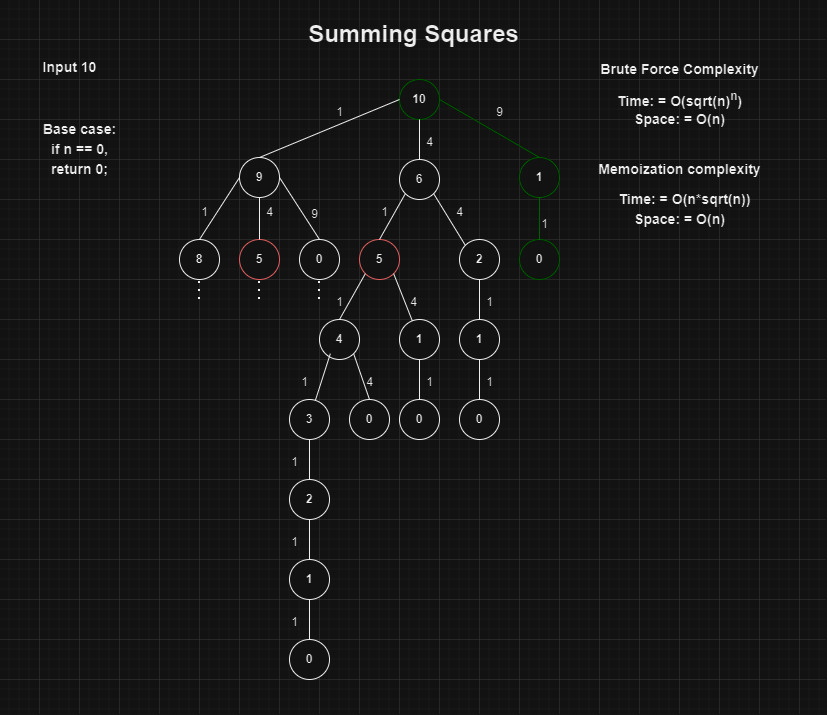 Summing Squares
Input 10
Base case:
if n == 0,
return 0;
Brute Force Complexity
Time: = O(sqrt(n)^n)
Space: = O(n)
Memoization complexity
Time: = O(n*sqrt(n))
Space: = O(n)
10
1 4 9
9 6 1
1 4 9 1 4 1
8 5 0 5 2 0
1 4 1
4 1 1
1 4 1 1
3 0 0 0
1
2
1
1
1
0